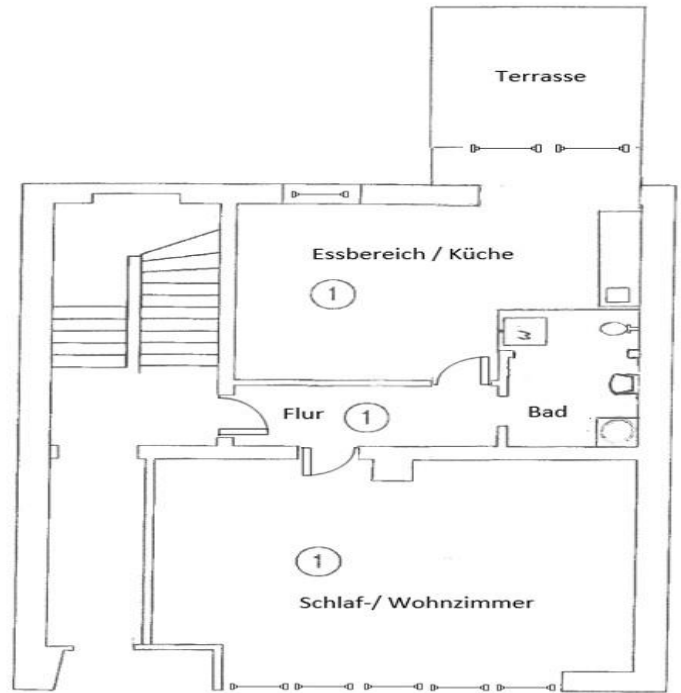 Terrasse
Essbereich / Küche
1
W
Flur 1
Bad
1
Schlaf-/ Wohnzimmer